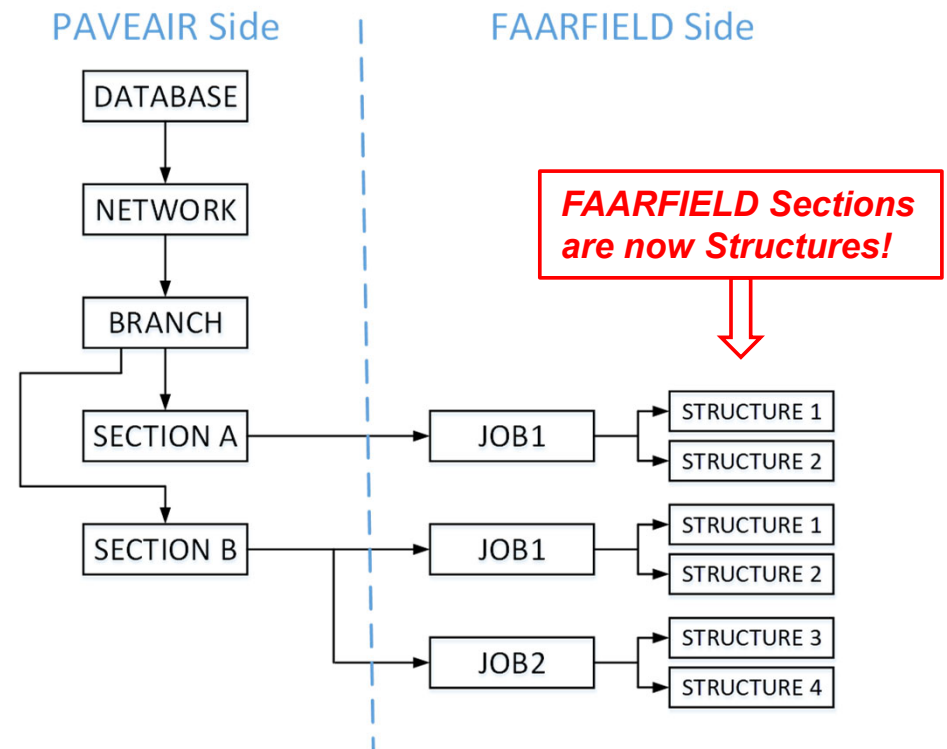 PAVEAIR Side
FAARFIELD Side
DATABASE
NETWORK
FAARFIELD Sections
are now Structures!
BRANCH
SECTION A
JOB1
STRUCTURE 1
STRUCTURE 2
SECTION B
JOB1
STRUCTURE 1
STRUCTURE 2
JOB2
STRUCTURE 3
STRUCTURE 4